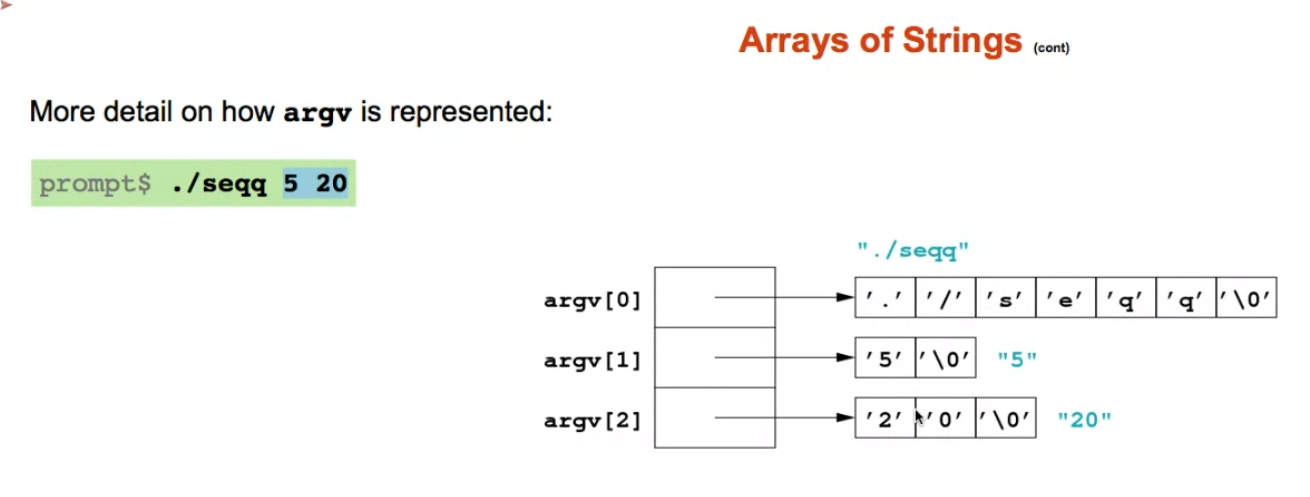 Arrays of Strings (cont)
More detail on how argv is represented:
prompt$ ./seqq 5 20
"./seqq"
argv[0] '.' '/' 's' 'e' 'q' 'q' '\0'
argv[1] '5' '\0' "5"
argv[2] '2' '0' '\0' "20"